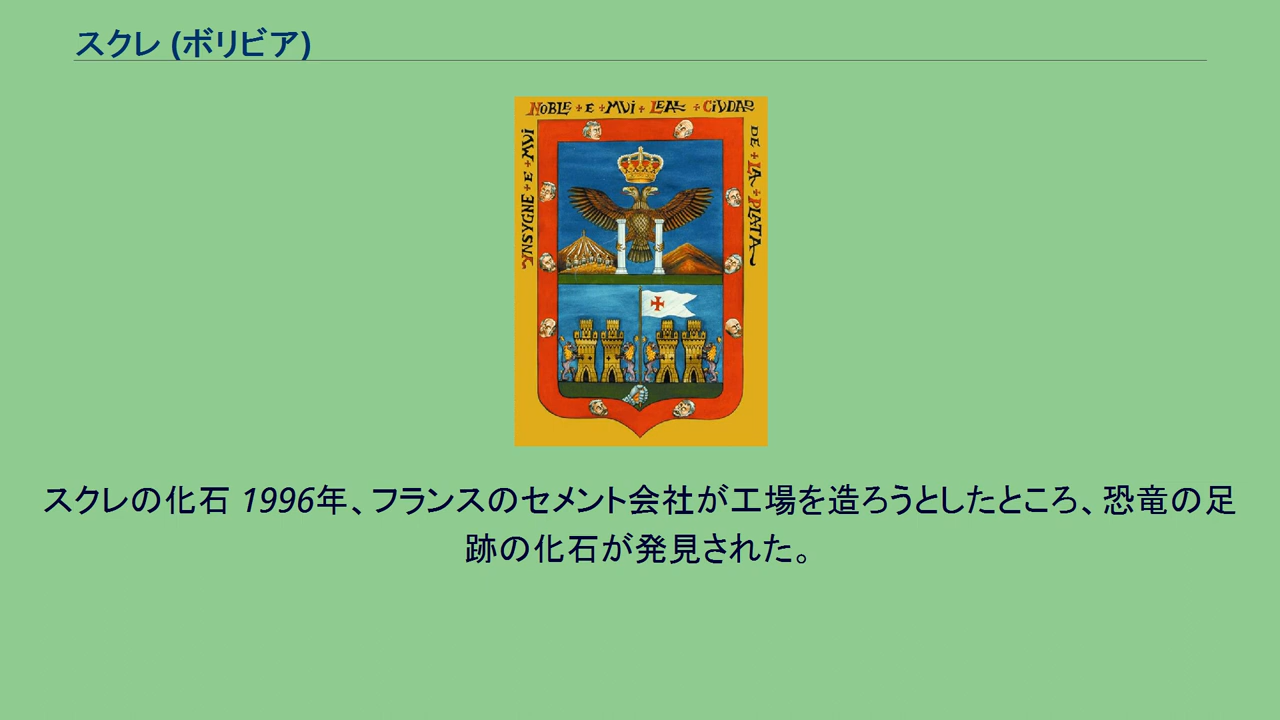 スクレ (ボリビア)
NOBLE + E + MVi + LEAL + CiVDAD
YNSYGNE + E + MVi
DE + LA + PLATA
スクレの化石 1996年、フランスのセメント会社が工場を造ろうとしたところ、恐竜の足
跡の化石が発見された。